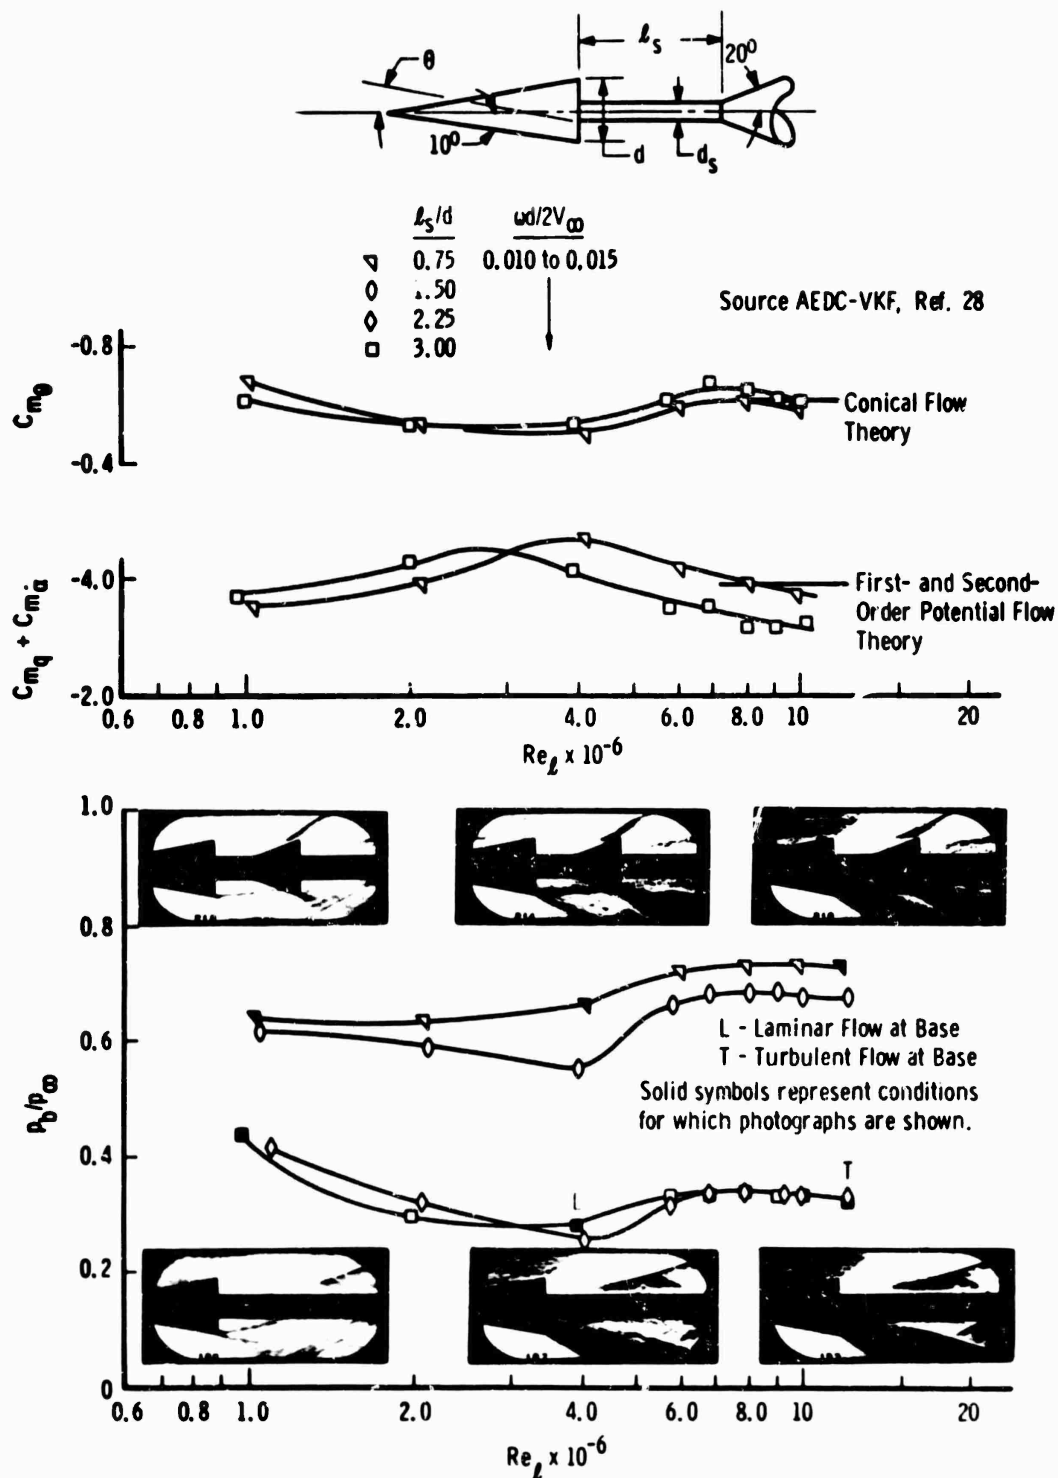 θ
ℓs
20⁰
10⁰
d
ds
ℓs/d ωd/2V∞
0.75 0.010 to 0.015
.50
2.25
3.00
Source AEDC-VKF, Ref. 28
-0.8
Cmθ
-0.4
Conical Flow
Theory
-4.0
Cmq + Cmα̇
-2.0
First- and Second-
Order Potential Flow
Theory
0.6 0.8 1.0 2.0 4.0 6.0 8.0 10 20
Reℓ x 10⁻⁶
1.0
0.8
0.6
pb/p∞
0.4
0.2
0
L - Laminar Flow at Base
T - Turbulent Flow at Base
Solid symbols represent conditions
for which photographs are shown.
L
T
0.6 0.8 1.0 2.0 4.0 6.0 8.0 10 20
Reℓ x 10⁻⁶